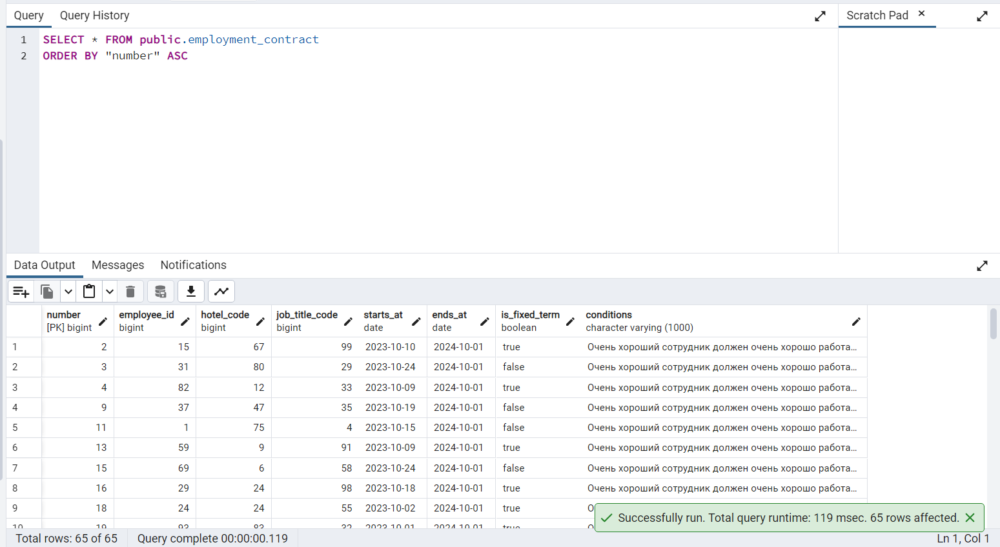 Query Query History
Scratch Pad ×
1 SELECT * FROM public.employment_contract
2 ORDER BY "number" ASC
Data Output Messages Notifications
number employee_id hotel_code job_title_code starts_at ends_at is_fixed_term conditions
[PK] bigint bigint bigint bigint date date boolean character varying (1000)
1 2 15 67 99 2023-10-10 2024-10-01 true Очень хороший сотрудник должен очень хорошо работа...
2 3 31 80 29 2023-10-24 2024-10-01 false Очень хороший сотрудник должен очень хорошо работа...
3 4 82 12 33 2023-10-09 2024-10-01 true Очень хороший сотрудник должен очень хорошо работа...
4 9 37 47 35 2023-10-19 2024-10-01 false Очень хороший сотрудник должен очень хорошо работа...
5 11 1 75 4 2023-10-15 2024-10-01 false Очень хороший сотрудник должен очень хорошо работа...
6 13 59 9 91 2023-10-09 2024-10-01 true Очень хороший сотрудник должен очень хорошо работа...
7 15 69 6 58 2023-10-24 2024-10-01 false Очень хороший сотрудник должен очень хорошо работа...
8 16 29 24 98 2023-10-18 2024-10-01 true Очень хороший сотрудник должен очень хорошо работа...
9 18 24 24 55 2023-10-02 2024-10-01 true
10 19 93 83 32 2023-10-01 2024-10-01 true
Successfully run. Total query runtime: 119 msec. 65 rows affected.
Total rows: 65 of 65 Query complete 00:00:00.119 Ln 1, Col 1